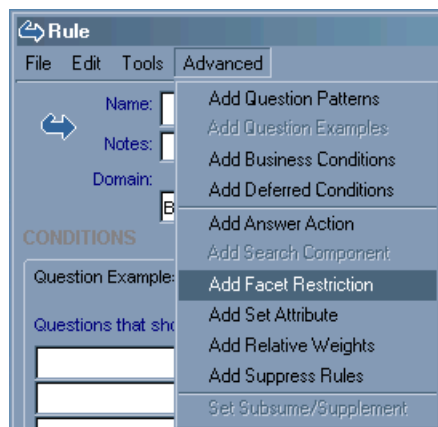 Rule
File Edit Tools Advanced
Name:
Notes:
Domain:
B
CONDITIONS
Question Example
Questions that sh
Add Question Patterns
Add Question Examples
Add Business Conditions
Add Deferred Conditions
Add Answer Action
Add Search Component
Add Facet Restriction
Add Set Attribute
Add Relative Weights
Add Suppress Rules
Set Subsume/Supplement